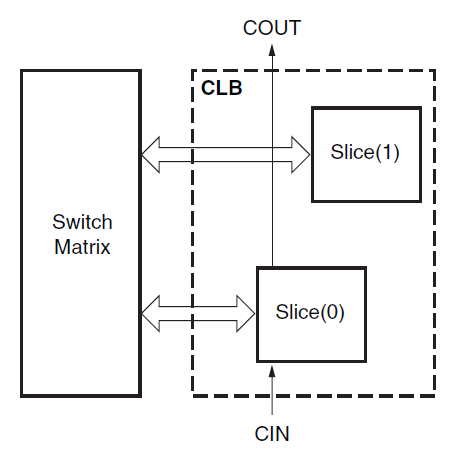 COUT
CLB
Slice(1)
Switch
Matrix
Slice(0)
CIN